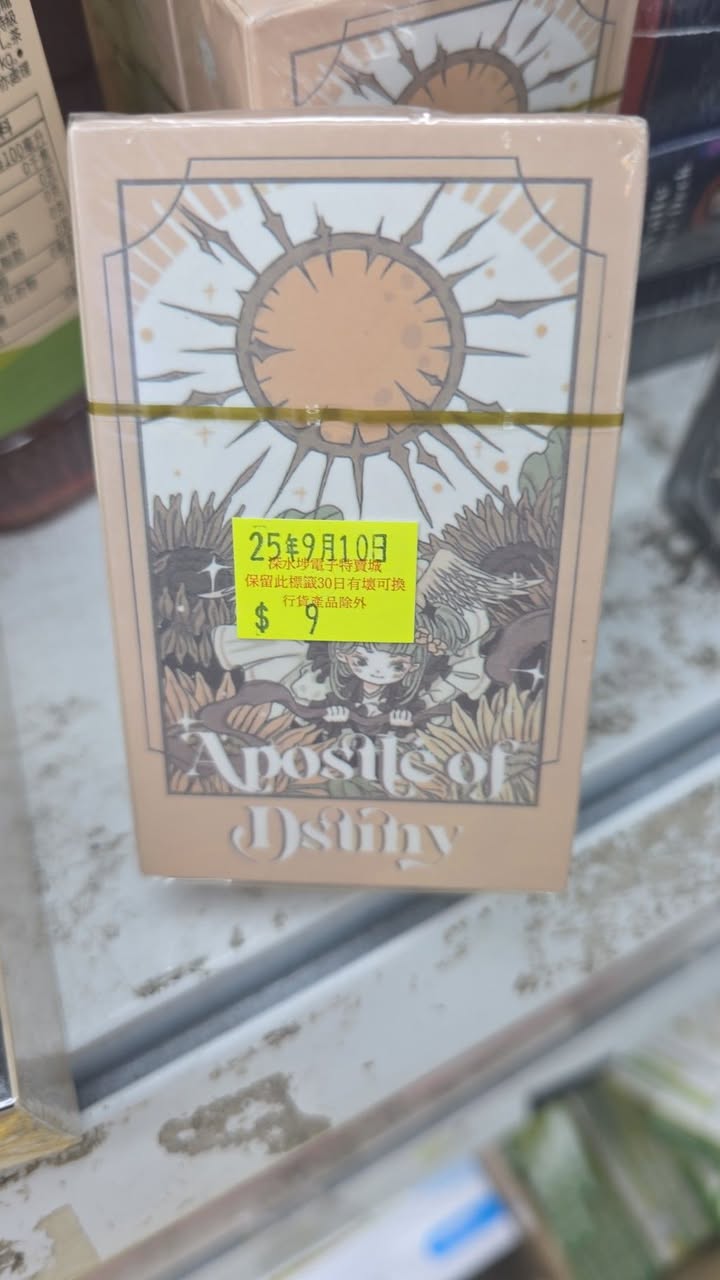 25年9月10日
深水埗電子特賣城
保留此標籤30日有壞可換
行貨產品除外
$ 9
Apostle of
Dstiny